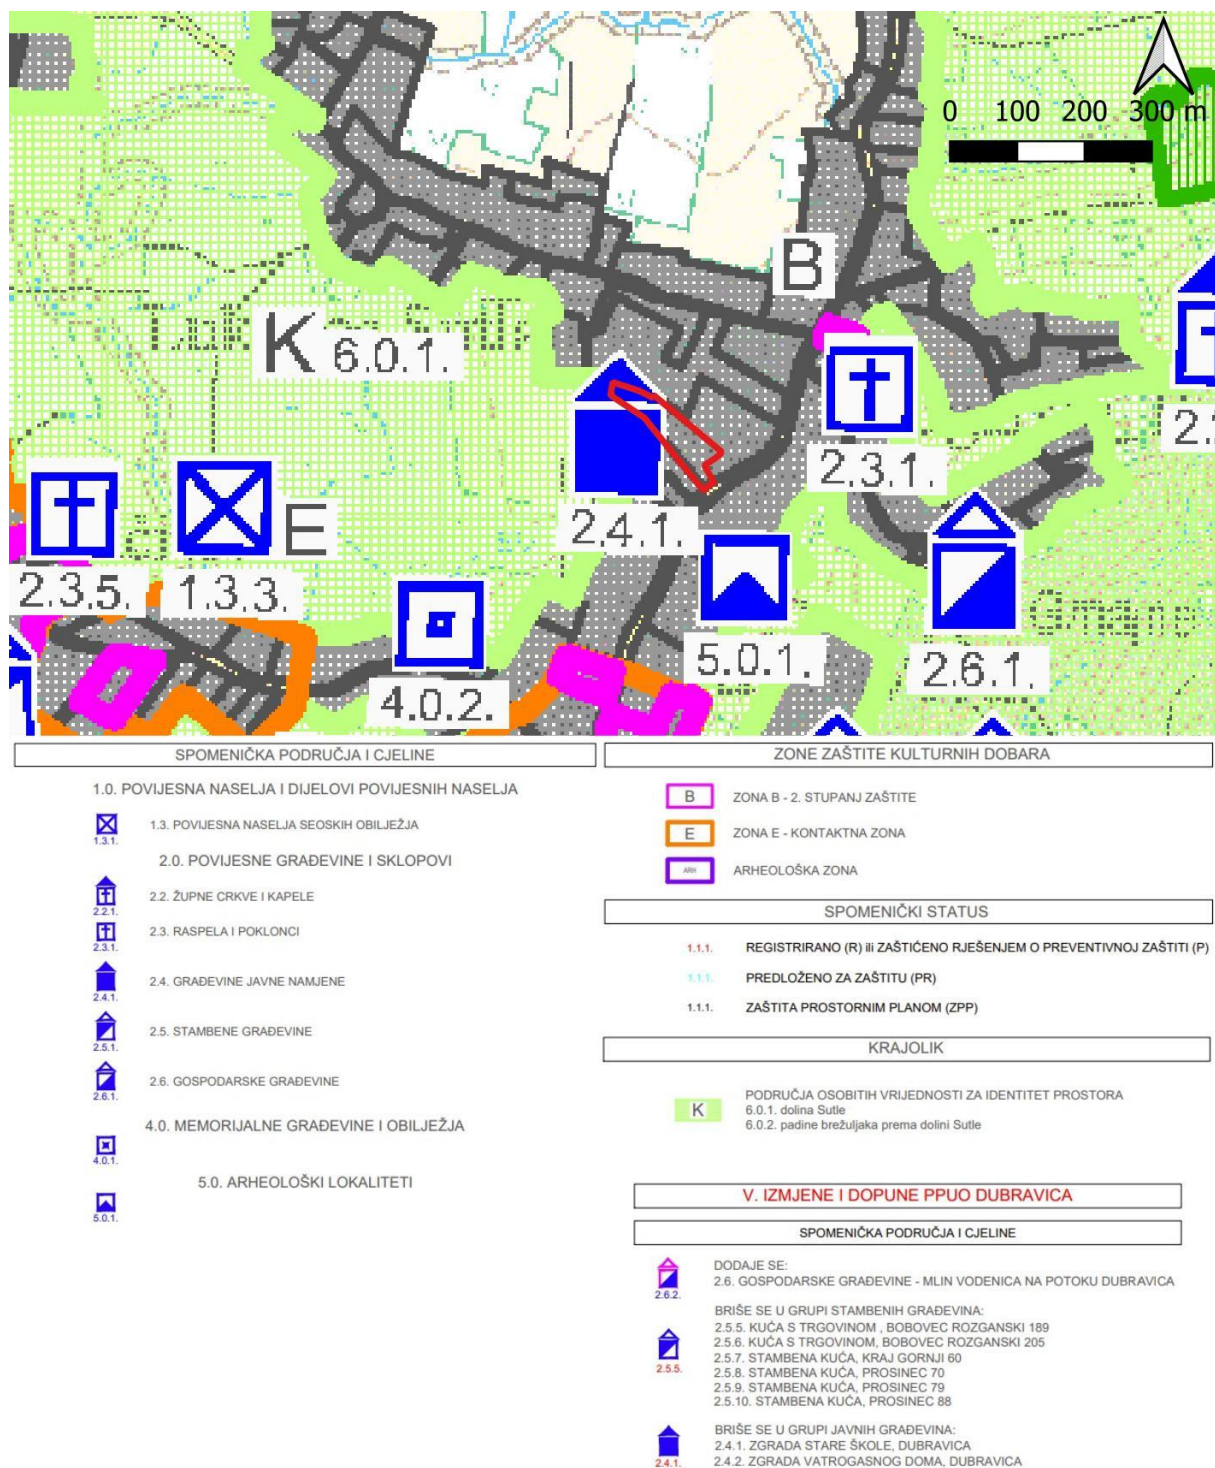 0 100 200 300 m
B
K 6.0.1.
2.3.1.
2.4.1.
E
2.3.5. 1.3.3.
5.0.1.
2.6.1.
4.0.2.
SPOMENIČKA PODRUČJA I CJELINE
1.0. POVIJESNA NASELJA I DIJELOVI POVIJESNIH NASELJA
1.3. POVIJESNA NASELJA SEOSKIH OBILJEŽJA
1.3.1.
2.0. POVIJESNE GRAĐEVINE I SKLOPOVI
2.2. ŽUPNE CRKVE I KAPELE
2.2.1.
2.3. RASPELA I POKLONCI
2.3.1.
2.4. GRAĐEVINE JAVNE NAMJENE
2.4.1.
2.5. STAMBENE GRAĐEVINE
2.5.1.
2.6. GOSPODARSKE GRAĐEVINE
2.6.1.
4.0. MEMORIJALNE GRAĐEVINE I OBILJEŽJA
4.0.1.
5.0. ARHEOLOŠKI LOKALITETI
5.0.1.
ZONE ZAŠTITE KULTURNIH DOBARA
B ZONA B - 2. STUPANJ ZAŠTITE
E ZONA E - KONTAKTNA ZONA
ARH ARHEOLOŠKA ZONA
SPOMENIČKI STATUS
1.1.1. REGISTRIRANO (R) ili ZAŠTIĆENO RJEŠENJEM O PREVENTIVNOJ ZAŠTITI (P)
1.1.1. PREDLOŽENO ZA ZAŠTITU (PR)
1.1.1. ZAŠTITA PROSTORNIM PLANOM (ZPP)
KRAJOLIK
PODRUČJA OSOBITIH VRIJEDNOSTI ZA IDENTITET PROSTORA
K 6.0.1. dolina Sutle
6.0.2. padine brežuljaka prema dolini Sutle
V. IZMJENE I DOPUNE PPUO DUBRAVICA
SPOMENIČKA PODRUČJA I CJELINE
DODAJE SE:
2.6. GOSPODARSKE GRAĐEVINE - MLIN VODENICA NA POTOKU DUBRAVICA
2.6.2.
BRIŠE SE U GRUPI STAMBENIH GRAĐEVINA:
2.5.5. KUĆA S TRGOVINOM , BOBOVEC ROZGANSKI 189
2.5.6. KUĆA S TRGOVINOM, BOBOVEC ROZGANSKI 205
2.5.7. STAMBENA KUĆA, KRAJ GORNJI 60
2.5.5.
2.5.8. STAMBENA KUĆA, PROSINEC 70
2.5.9. STAMBENA KUĆA, PROSINEC 79
2.5.10. STAMBENA KUĆA, PROSINEC 88
BRIŠE SE U GRUPI JAVNIH GRAĐEVINA:
2.4.1. ZGRADA STARE ŠKOLE, DUBRAVICA
2.4.1. 2.4.2. ZGRADA VATROGASNOG DOMA, DUBRAVICA